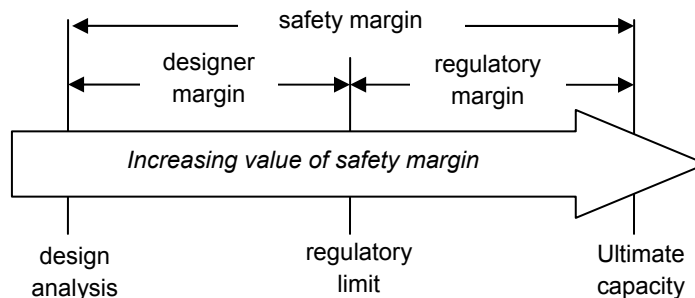 safety margin
designer
margin
regulatory
margin
Increasing value of safety margin
design
analysis
regulatory
limit
Ultimate
capacity